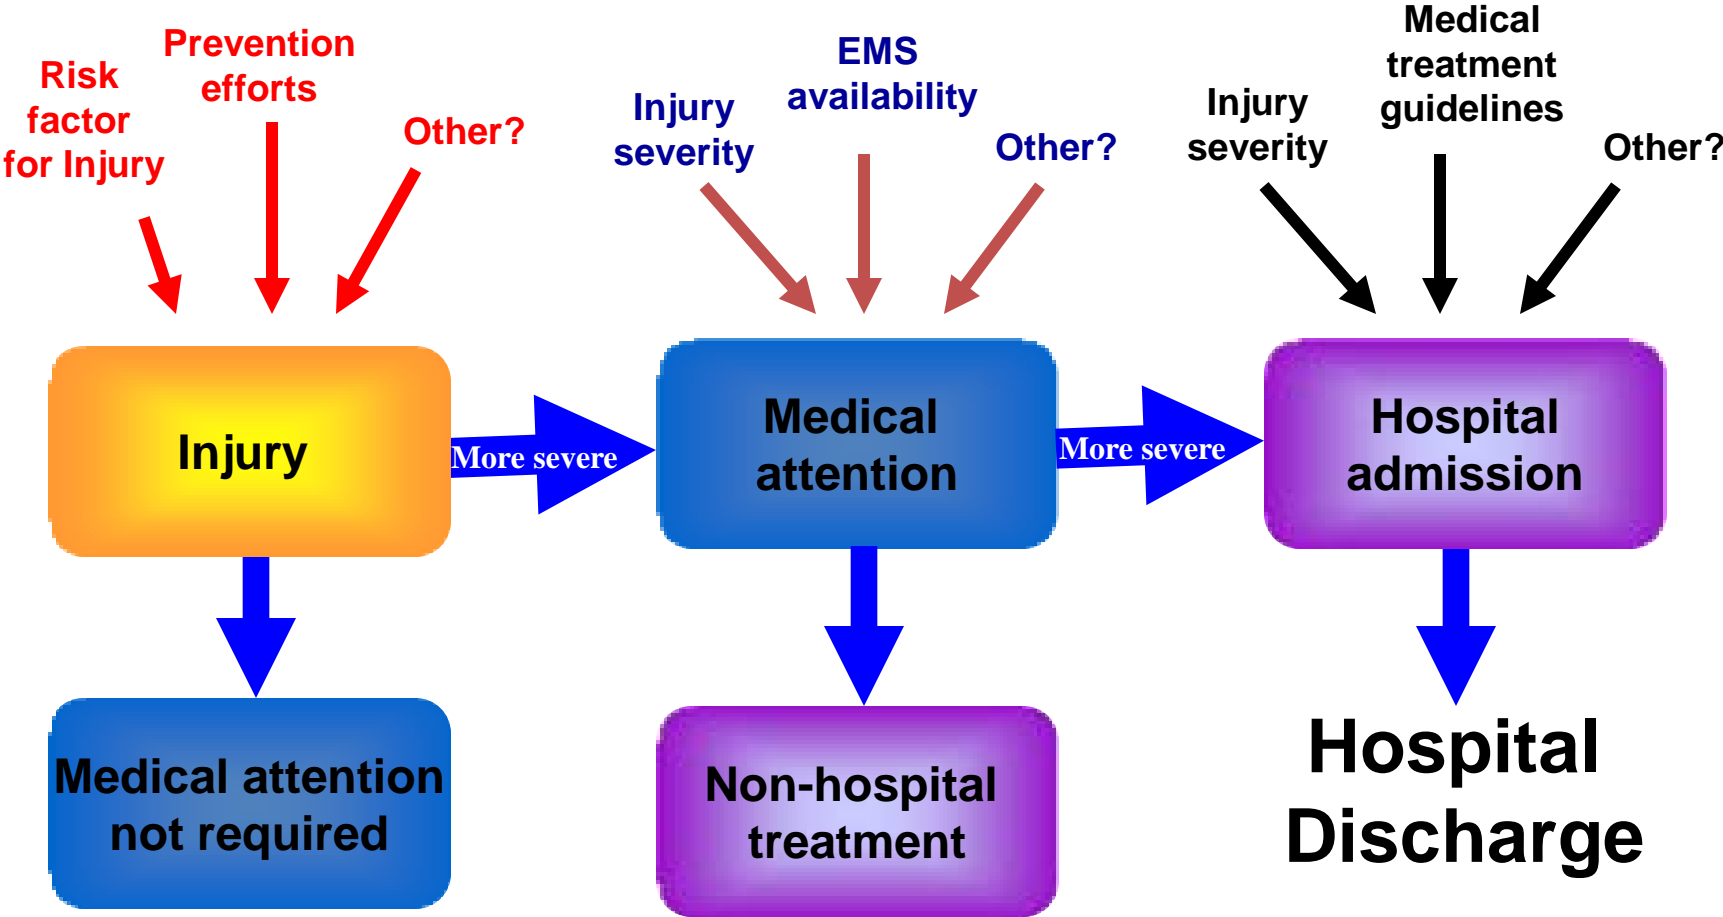 Risk
factor
for Injury
Prevention
efforts
Other?
Injury
severity
EMS
availability
Other?
Injury
severity
Medical
treatment
guidelines
Other?
Injury
More severe
Medical
attention
More severe
Hospital
admission
Medical attention
not required
Non-hospital
treatment
Hospital
Discharge